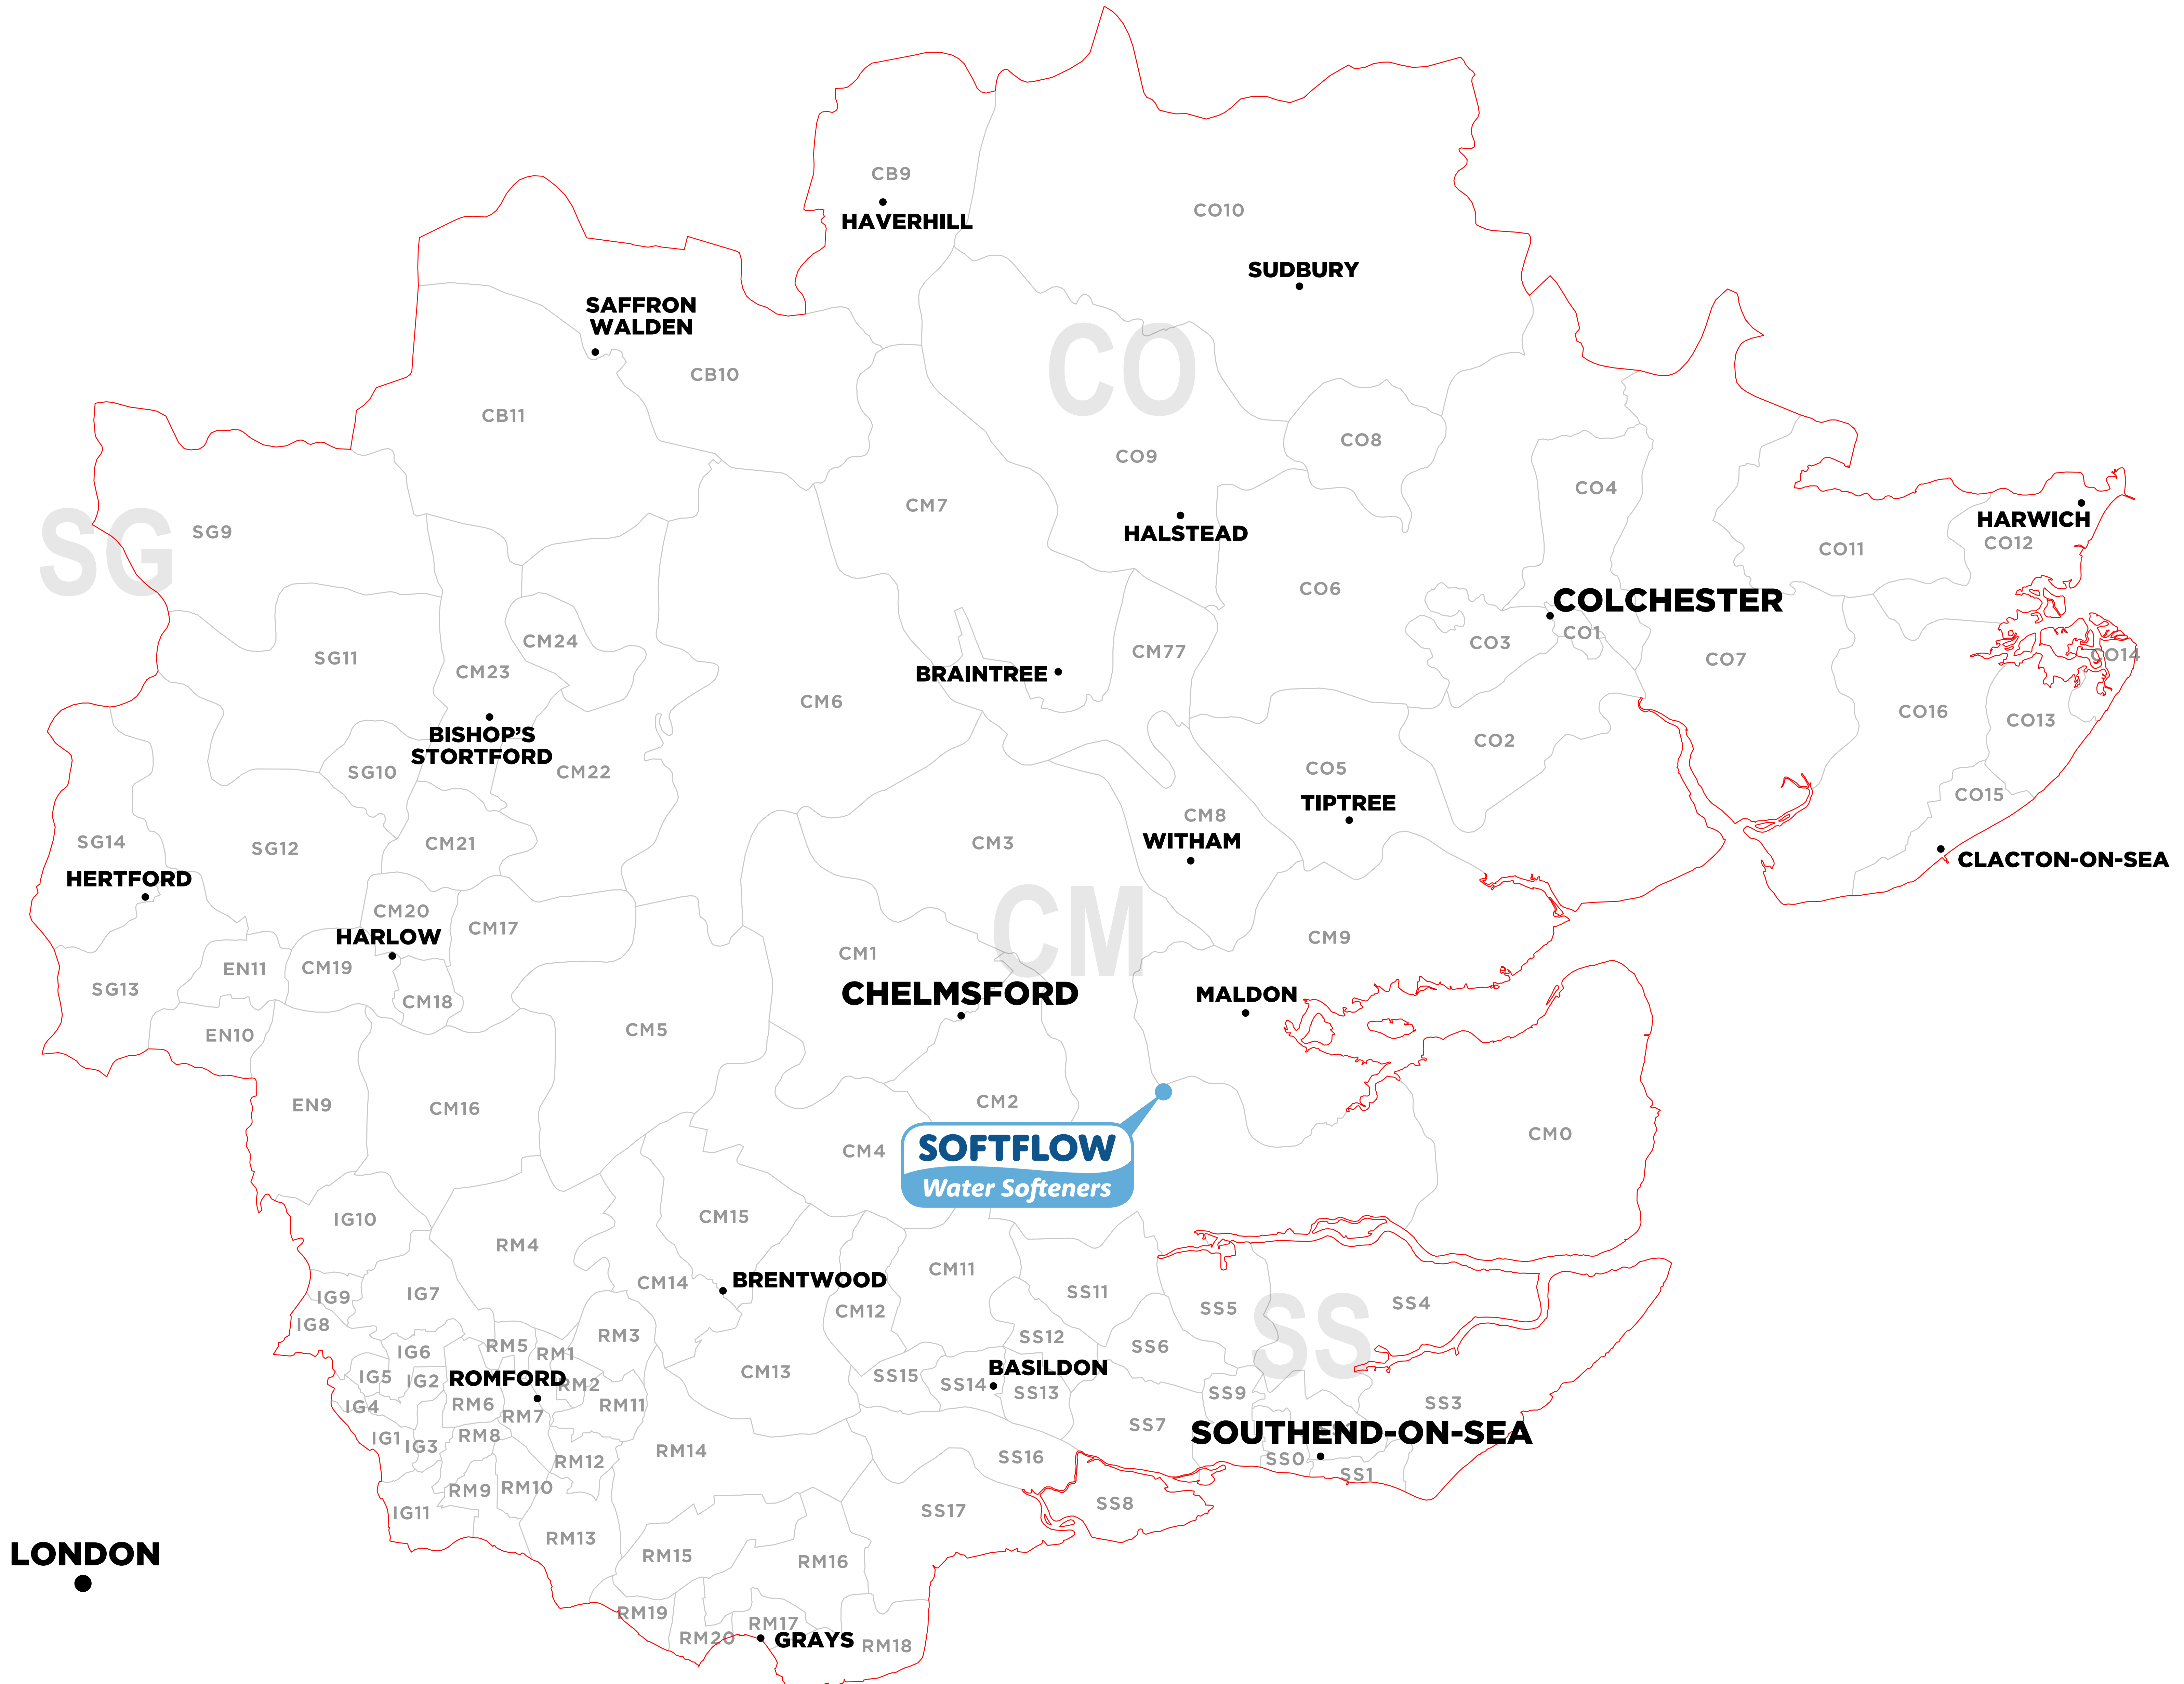 CB9
HAVERHILL
CO10
SUDBURY
SAFFRON
WALDEN
CO
CB10
CB11
CO8
CO9
CO4
CM7
SG
SG9
HALSTEAD
HARWICH
CO12
CO11
CO6
COLCHESTER
CO1
CO3
CM24
SG11
CM23
BRAINTREE
CM77
CO7
CO14
CM6
CO16
CO13
BISHOP'S
STORTFORD
SG10
CM22
CO2
CO5
TIPTREE
CO15
CM8
WITHAM
CM3
SG14
SG12
CM21
CLACTON-ON-SEA
HERTFORD
CM20
HARLOW
CM17
CM
CM9
CM1
EN11
CM19
SG13
CM18
CHELMSFORD
MALDON
CM5
EN10
EN9
CM16
CM2
CM0
CM4
SOFTFLOW
Water Softeners
IG10
CM15
RM4
CM11
CM14
BRENTWOOD
IG7
IG9
SS11
SS5
SS
SS4
CM12
IG8
RM3
SS12
RM5
RM1
IG6
SS6
BASILDON
CM13
IG5
IG2
ROMFORD
RM2
SS15
SS14
SS13
SS9
SS3
IG4
RM6
RM7
RM11
SS7
SOUTHEND-ON-SEA
IG1
IG3
RM8
RM14
RM12
SS16
SS0
SS1
RM9
RM10
SS8
IG11
SS17
RM13
LONDON
RM15
RM16
RM19
RM17
RM20
GRAYS
RM18